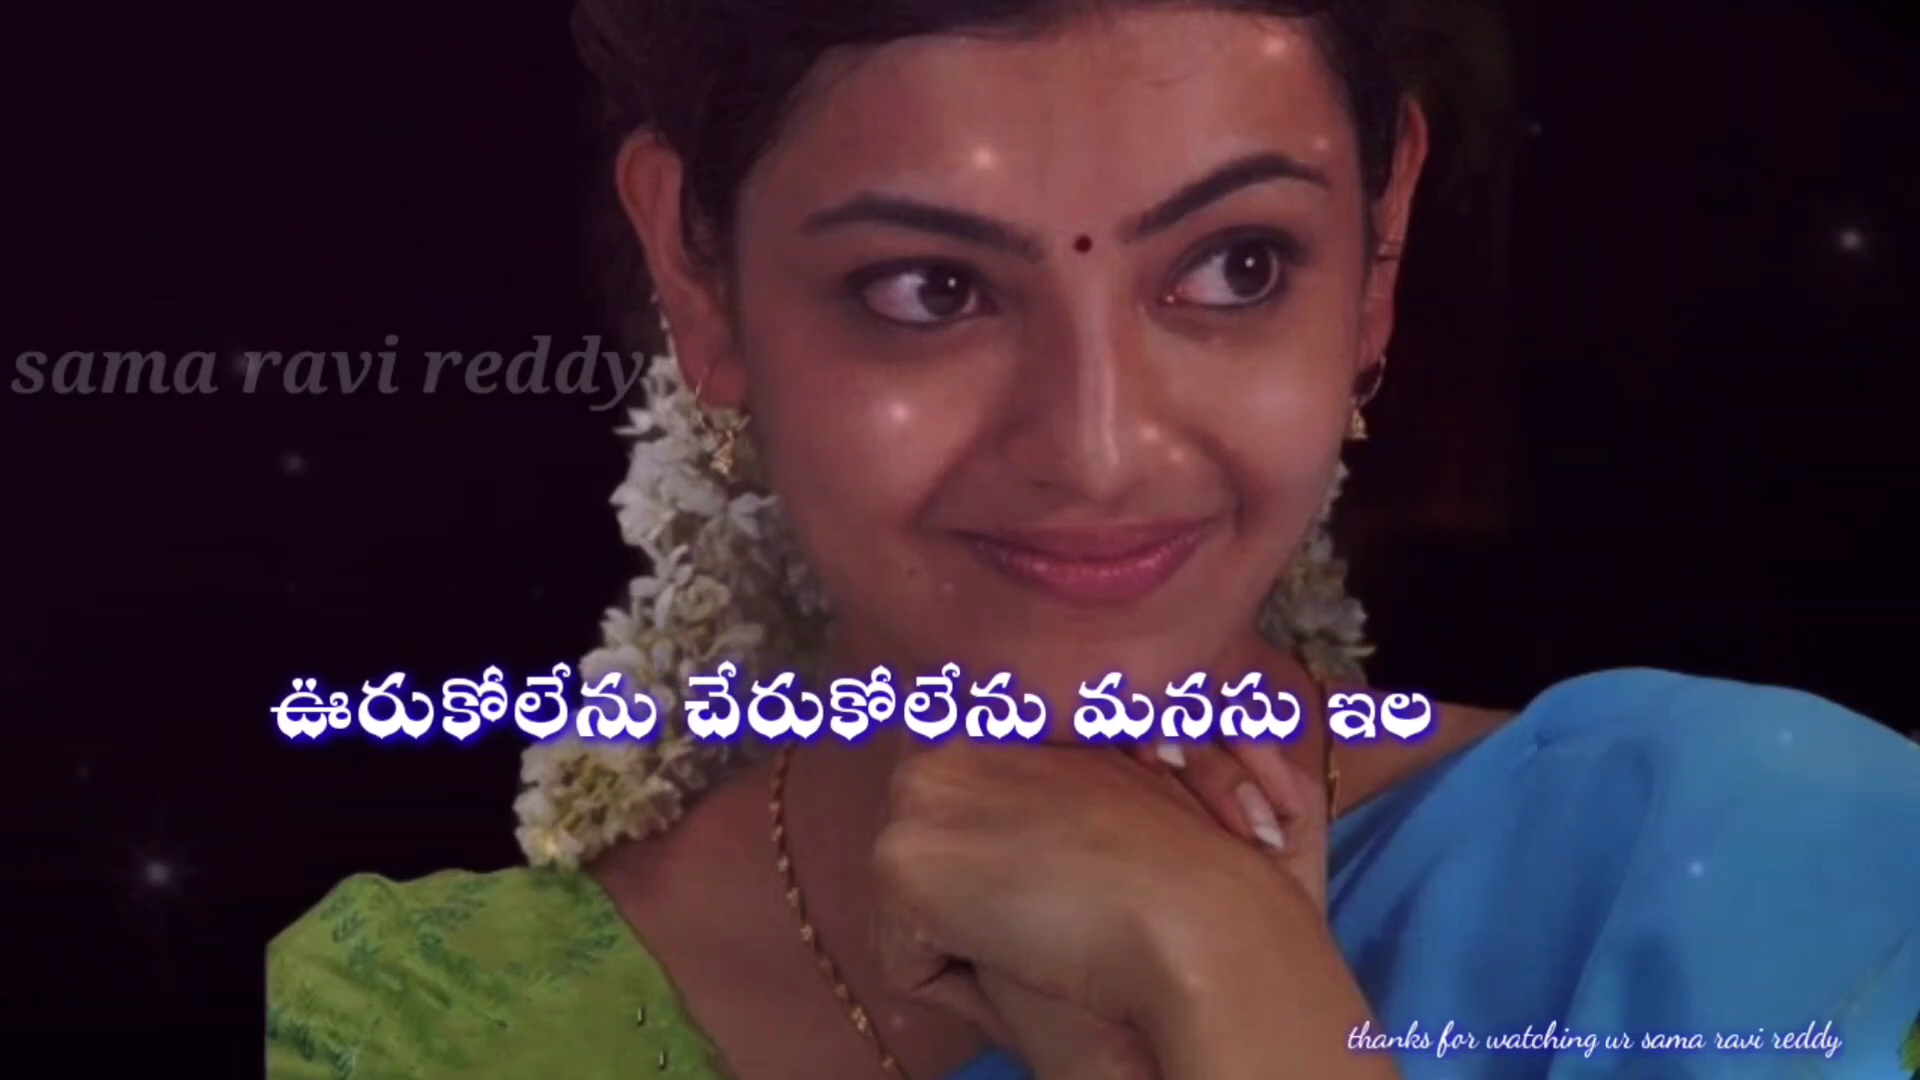 sama ravi reddy
ఊరుకోలేను చేరుకోలేను మనసు ఇల
thanks for watching ur sama ravi reddy